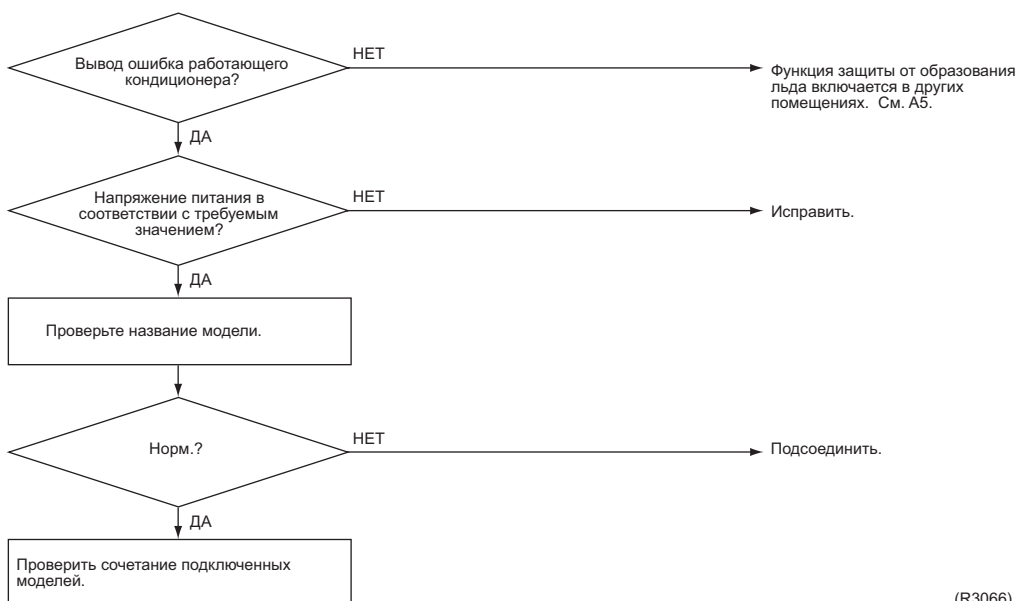 Вывод ошибка работающего
кондиционера?
НЕТ
Функция защиты от образования
льда включается в других
помещениях. См. A5.
ДА
Напряжение питания в
соответствии с требуемым
значением?
НЕТ
Исправить.
ДА
Проверьте название модели.
Норм.?
НЕТ
Подсоединить.
ДА
Проверить сочетание подключенных
моделей.
(R3066)